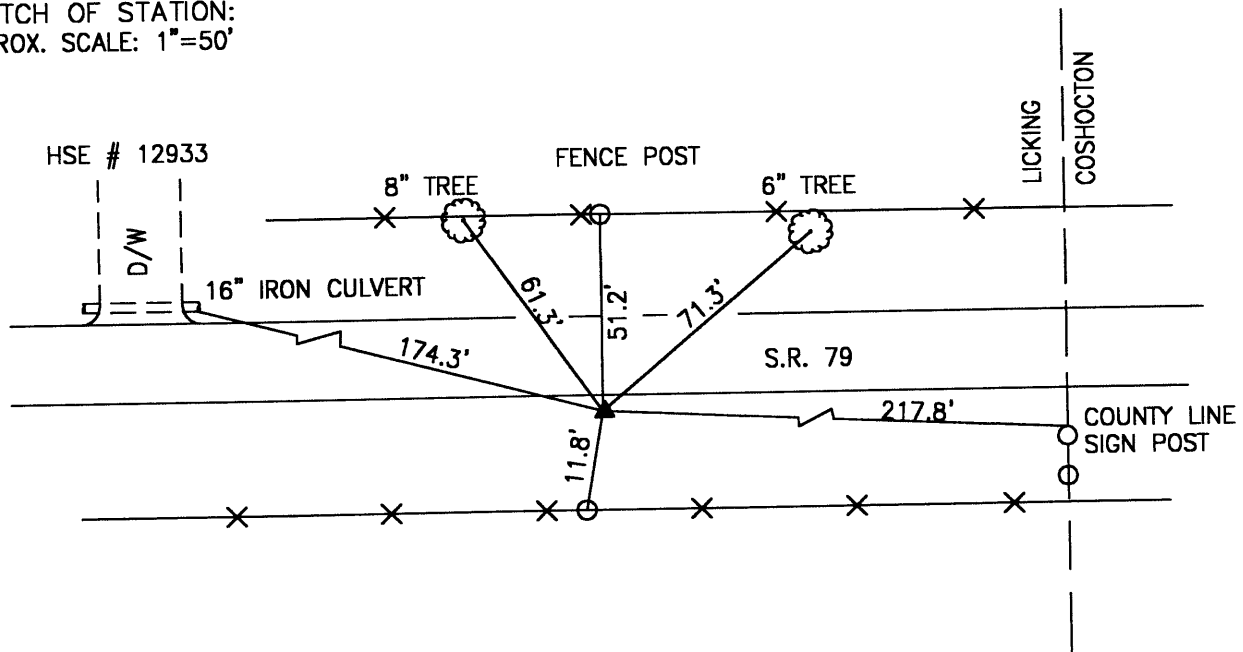 TCH OF STATION:
ROX. SCALE: 1"=50'
LICKING
COSHOCTON
HSE # 12933
FENCE POST
8" TREE
6" TREE
D/W
16" IRON CULVERT
61.3'
51.2'
71.3'
174.3'
S.R. 79
217.8'
COUNTY LINE
SIGN POST
11.8'